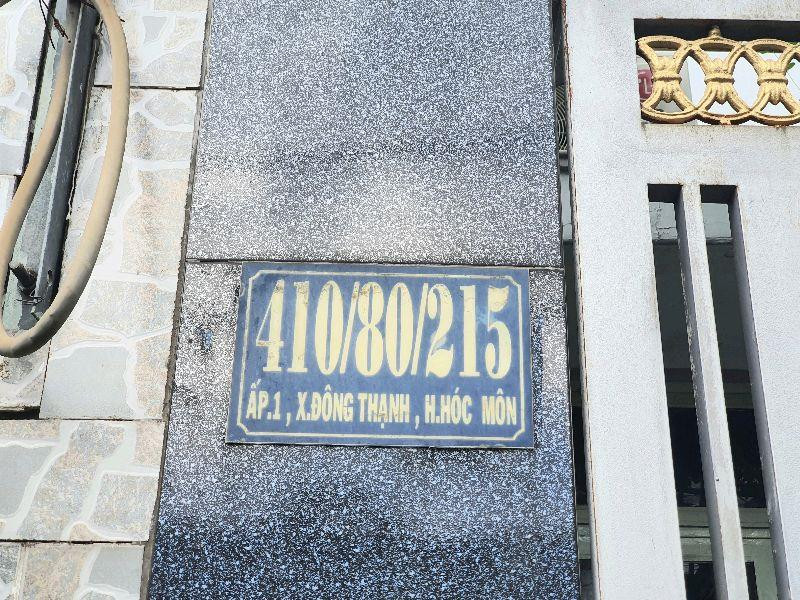 410/80/215
ẤP.1 , X.ĐÔNG THẠNH , H.HÓC MÔN